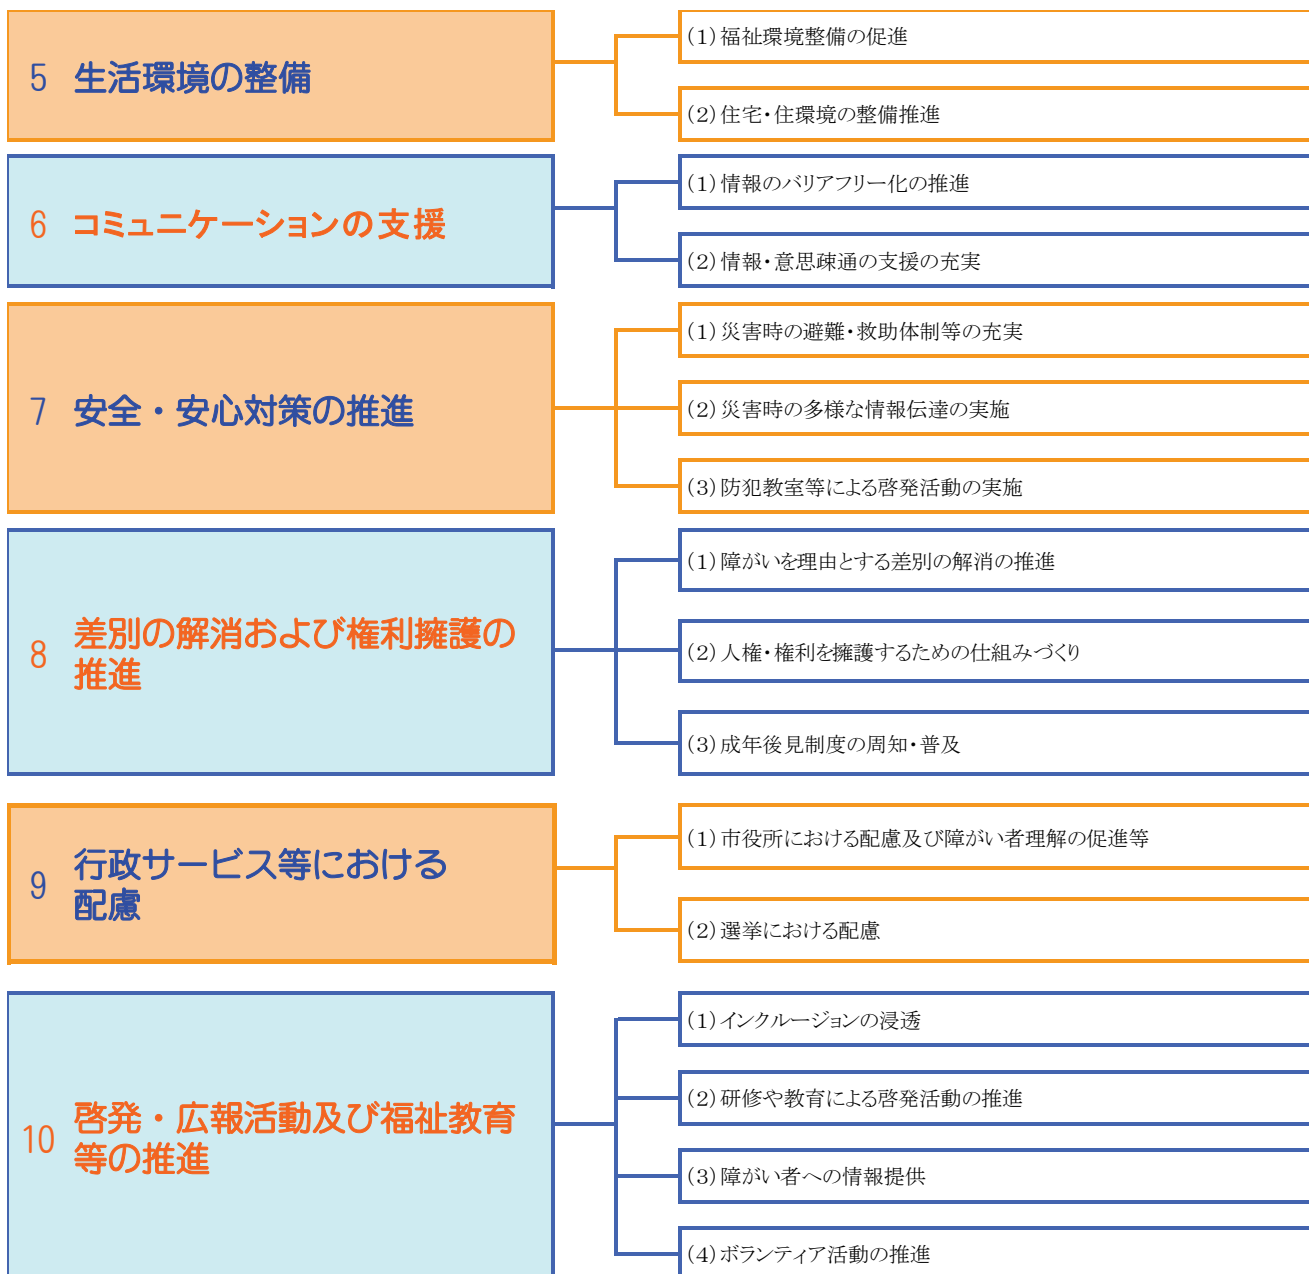 5 生活環境の整備
(1)福祉環境整備の促進
(2)住宅・住環境の整備推進
6 コミュニケーションの支援
(1)情報のバリアフリー化の推進
(2)情報・意思疎通の支援の充実
7 安全・安心対策の推進
(1)災害時の避難・救助体制等の充実
(2)災害時の多様な情報伝達の実施
(3)防犯教室等による啓発活動の実施
8 差別の解消および権利擁護の
推進
(1)障がいを理由とする差別の解消の推進
(2)人権・権利を擁護するための仕組みづくり
(3)成年後見制度の周知・普及
9 行政サービス等における
配慮
(1)市役所における配慮及び障がい者理解の促進等
(2)選挙における配慮
10 啓発・広報活動及び福祉教育
等の推進
(1)インクルージョンの浸透
(2)研修や教育による啓発活動の推進
(3)障がい者への情報提供
(4)ボランティア活動の推進